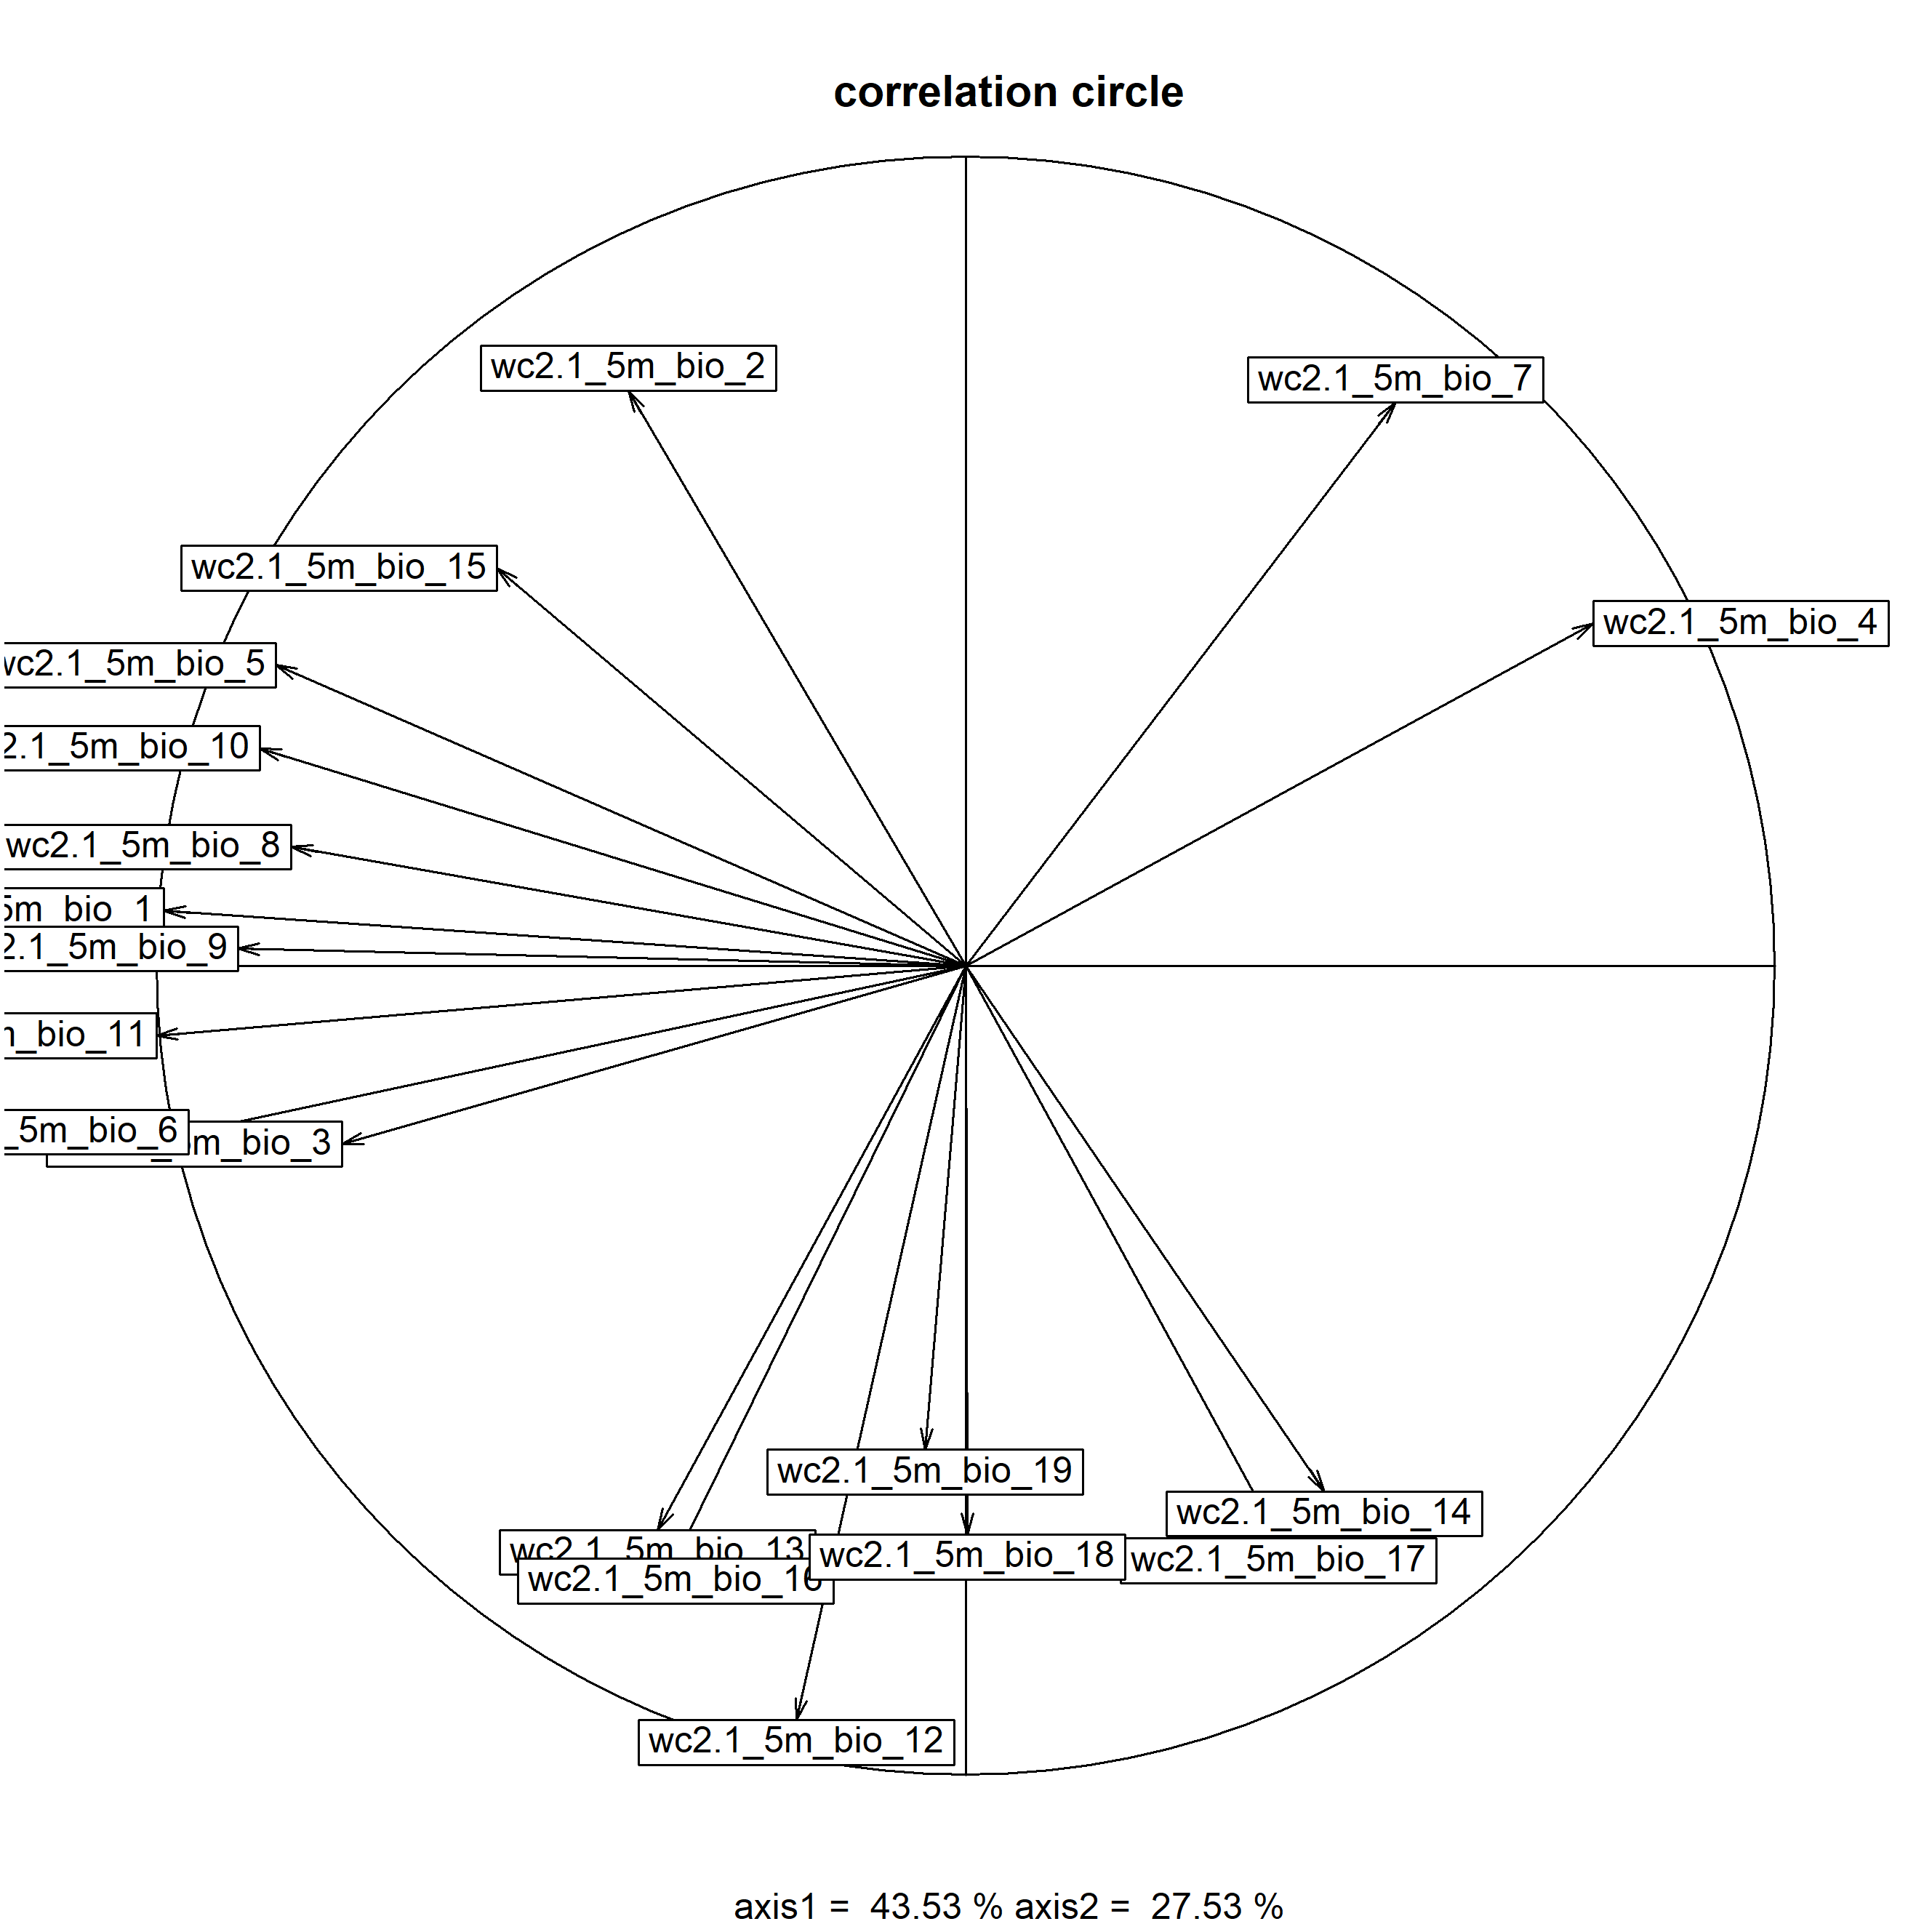 correlation circle
wc2.1_5m_bio_2
wc2.1_5m_bio_7
wc2.1_5m_bio_15
wc2.1_5m_bio_4
wc2.1_5m_bio_5
2.1_5m_bio_10
wc2.1_5m_bio_8
5m_bio_1
2.1_5m_bio_9
_bio_11
_5m_bio_6
m_bio_3
wc2.1_5m_bio_19
wc2.1_5m_bio_14
wc2.1_5m_bio_13
wc2.1_5m_bio_18
wc2.1_5m_bio_17
wc2.1_5m_bio_16
wc2.1_5m_bio_12
axis1 = 43.53 % axis2 = 27.53 %